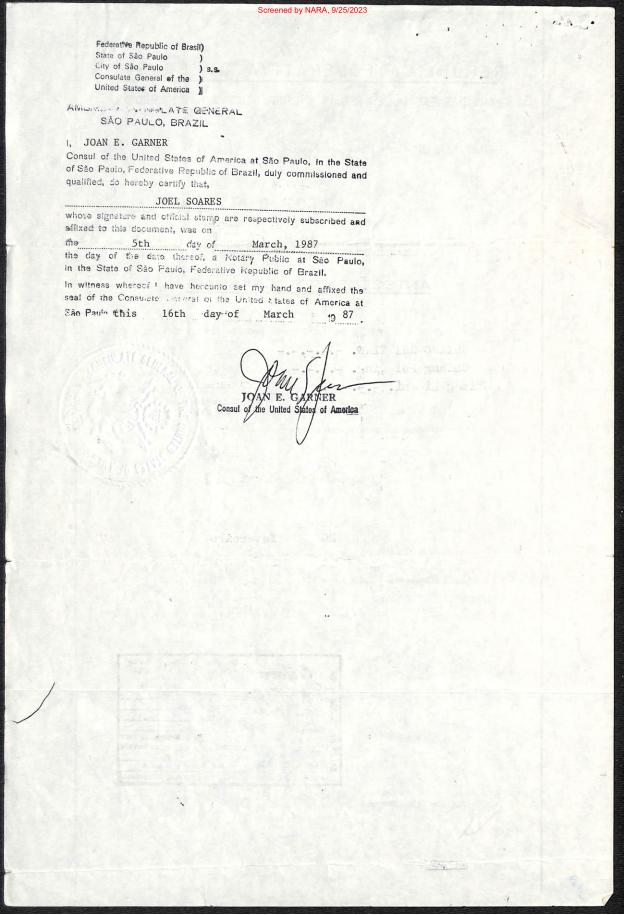 Screened by NARA, 9/25/2023
Federative Republic of Brasil)
State of São Paulo )
City of São Paulo ) s.s.
Consulate General of the )
United States of America )
GENERAL
SÃO PAULO, BRAZIL
I, JOAN E. GARNER
Consul of the United States of America at São Paulo, in the State
of São Paulo, Federative Republic of Brazil, duly commissioned and
qualified, do hereby certify that,
JOEL SOARES
whose signature and official stamp are respectively subscribed and
affixed to this document, was on
the 5th day of March, 1987
the day of the date thereof, a Notary Public at São Paulo,
in the State of São Paulo, Federative Republic of Brazil.
In witness whereof I have hereunto set my hand and affixed the
seal of the Consulate General of the United States of America at
São Paulo this 16th day of March 19 87.
JOAN E. GARNER
Consul of the United States of America